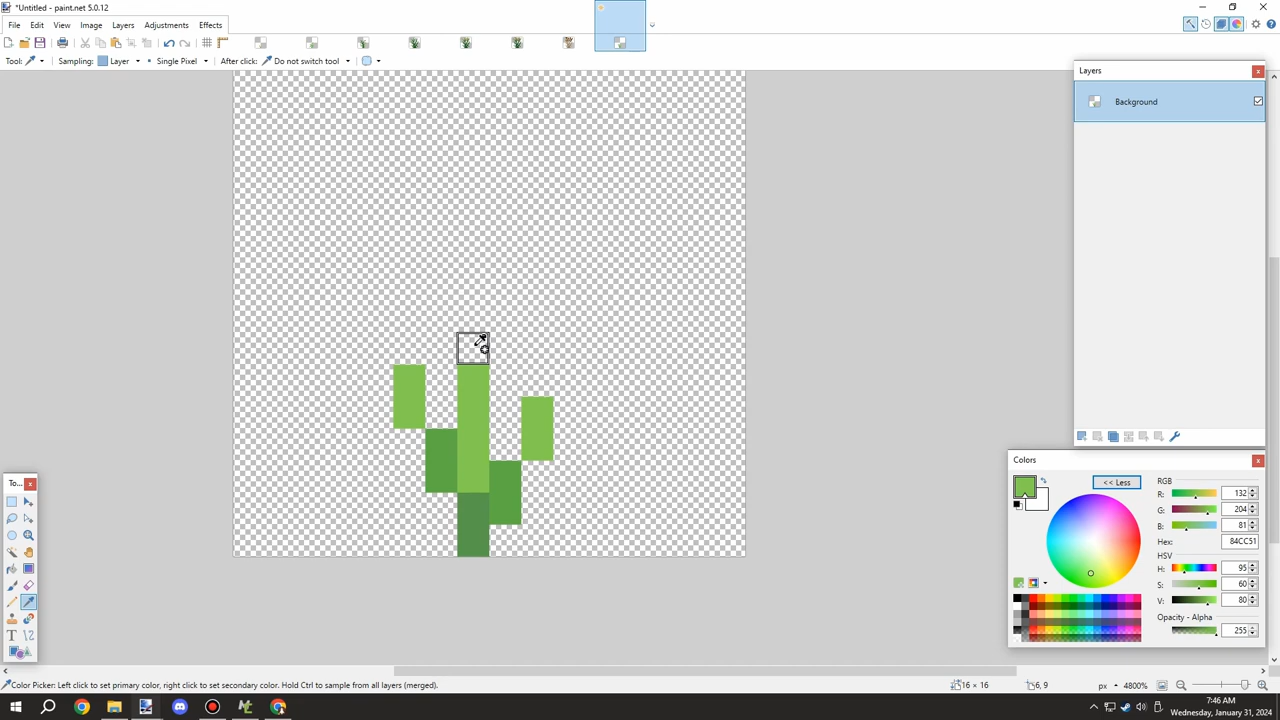 *Untitled - paint.net 5.0.12
File Edit View Image Layers Adjustments Effects
Tool: Sampling: Layer Single Pixel After click: Do not switch tool
Layers
Background
Colors
<< Less
RGB
R: 132
G: 204
B: 81
Hex: 84CC51
HSV
H: 95
S: 60
V: 80
Opacity - Alpha
255
To...
Color Picker: Left click to set primary color, right click to set secondary color. Hold Ctrl to sample from all layers (merged).
16 × 16
6, 9
px
4800%
7:46 AM
Wednesday, January 31, 2024